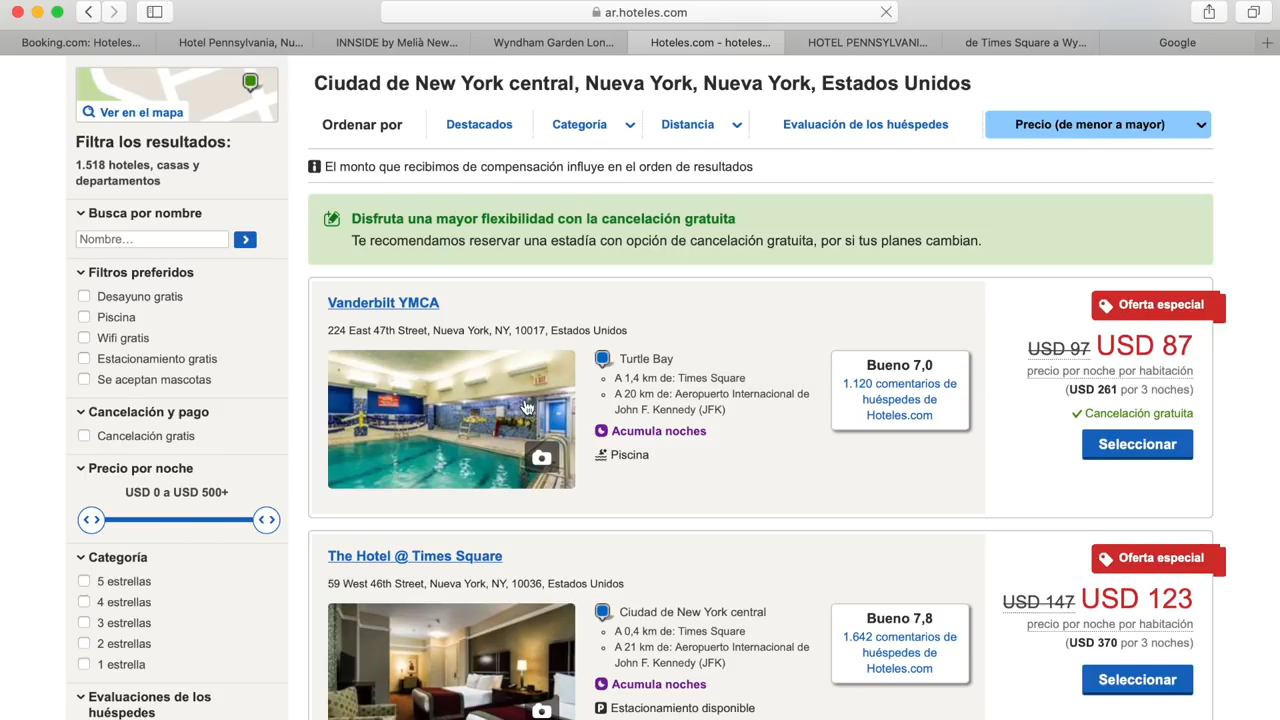 ar.hoteles.com
Booking.com: Hoteles...
Hotel Pennsylvania, Nu...
INNSIDE by Melià New...
Wyndham Garden Lon...
Hoteles.com - hoteles...
HOTEL PENNSYLVANI...
de Times Square a Wy...
Google
Ver en el mapa
Filtra los resultados:
1.518 hoteles, casas y
departamentos
Busca por nombre
Nombre...
Filtros preferidos
Desayuno gratis
Piscina
Wifi gratis
Estacionamiento gratis
Se aceptan mascotas
Cancelación y pago
Cancelación gratis
Precio por noche
USD 0 a USD 500+
Categoría
5 estrellas
4 estrellas
3 estrellas
2 estrellas
1 estrella
Evaluaciones de los
huéspedes
Ciudad de New York central, Nueva York, Nueva York, Estados Unidos
Ordenar por
Destacados
Categoría
Distancia
Evaluación de los huéspedes
Precio (de menor a mayor)
El monto que recibimos de compensación influye en el orden de resultados
Disfruta una mayor flexibilidad con la cancelación gratuita
Te recomendamos reservar una estadía con opción de cancelación gratuita, por si tus planes cambian.
Vanderbilt YMCA
224 East 47th Street, Nueva York, NY, 10017, Estados Unidos
Turtle Bay
A 1,4 km de: Times Square
A 20 km de: Aeropuerto Internacional de
John F. Kennedy (JFK)
Acumula noches
Piscina
Bueno 7,0
1.120 comentarios de
huéspedes de
Hoteles.com
Oferta especial
USD 97 USD 87
precio por noche por habitación
(USD 261 por 3 noches)
Cancelación gratuita
Seleccionar
The Hotel @ Times Square
59 West 46th Street, Nueva York, NY, 10036, Estados Unidos
Ciudad de New York central
A 0,4 km de: Times Square
A 21 km de: Aeropuerto Internacional de
John F. Kennedy (JFK)
Acumula noches
P Estacionamiento disponible
Bueno 7,8
1.642 comentarios de
huéspedes de
Hoteles.com
Oferta especial
USD 147 USD 123
precio por noche por habitación
(USD 370 por 3 noches)
Seleccionar